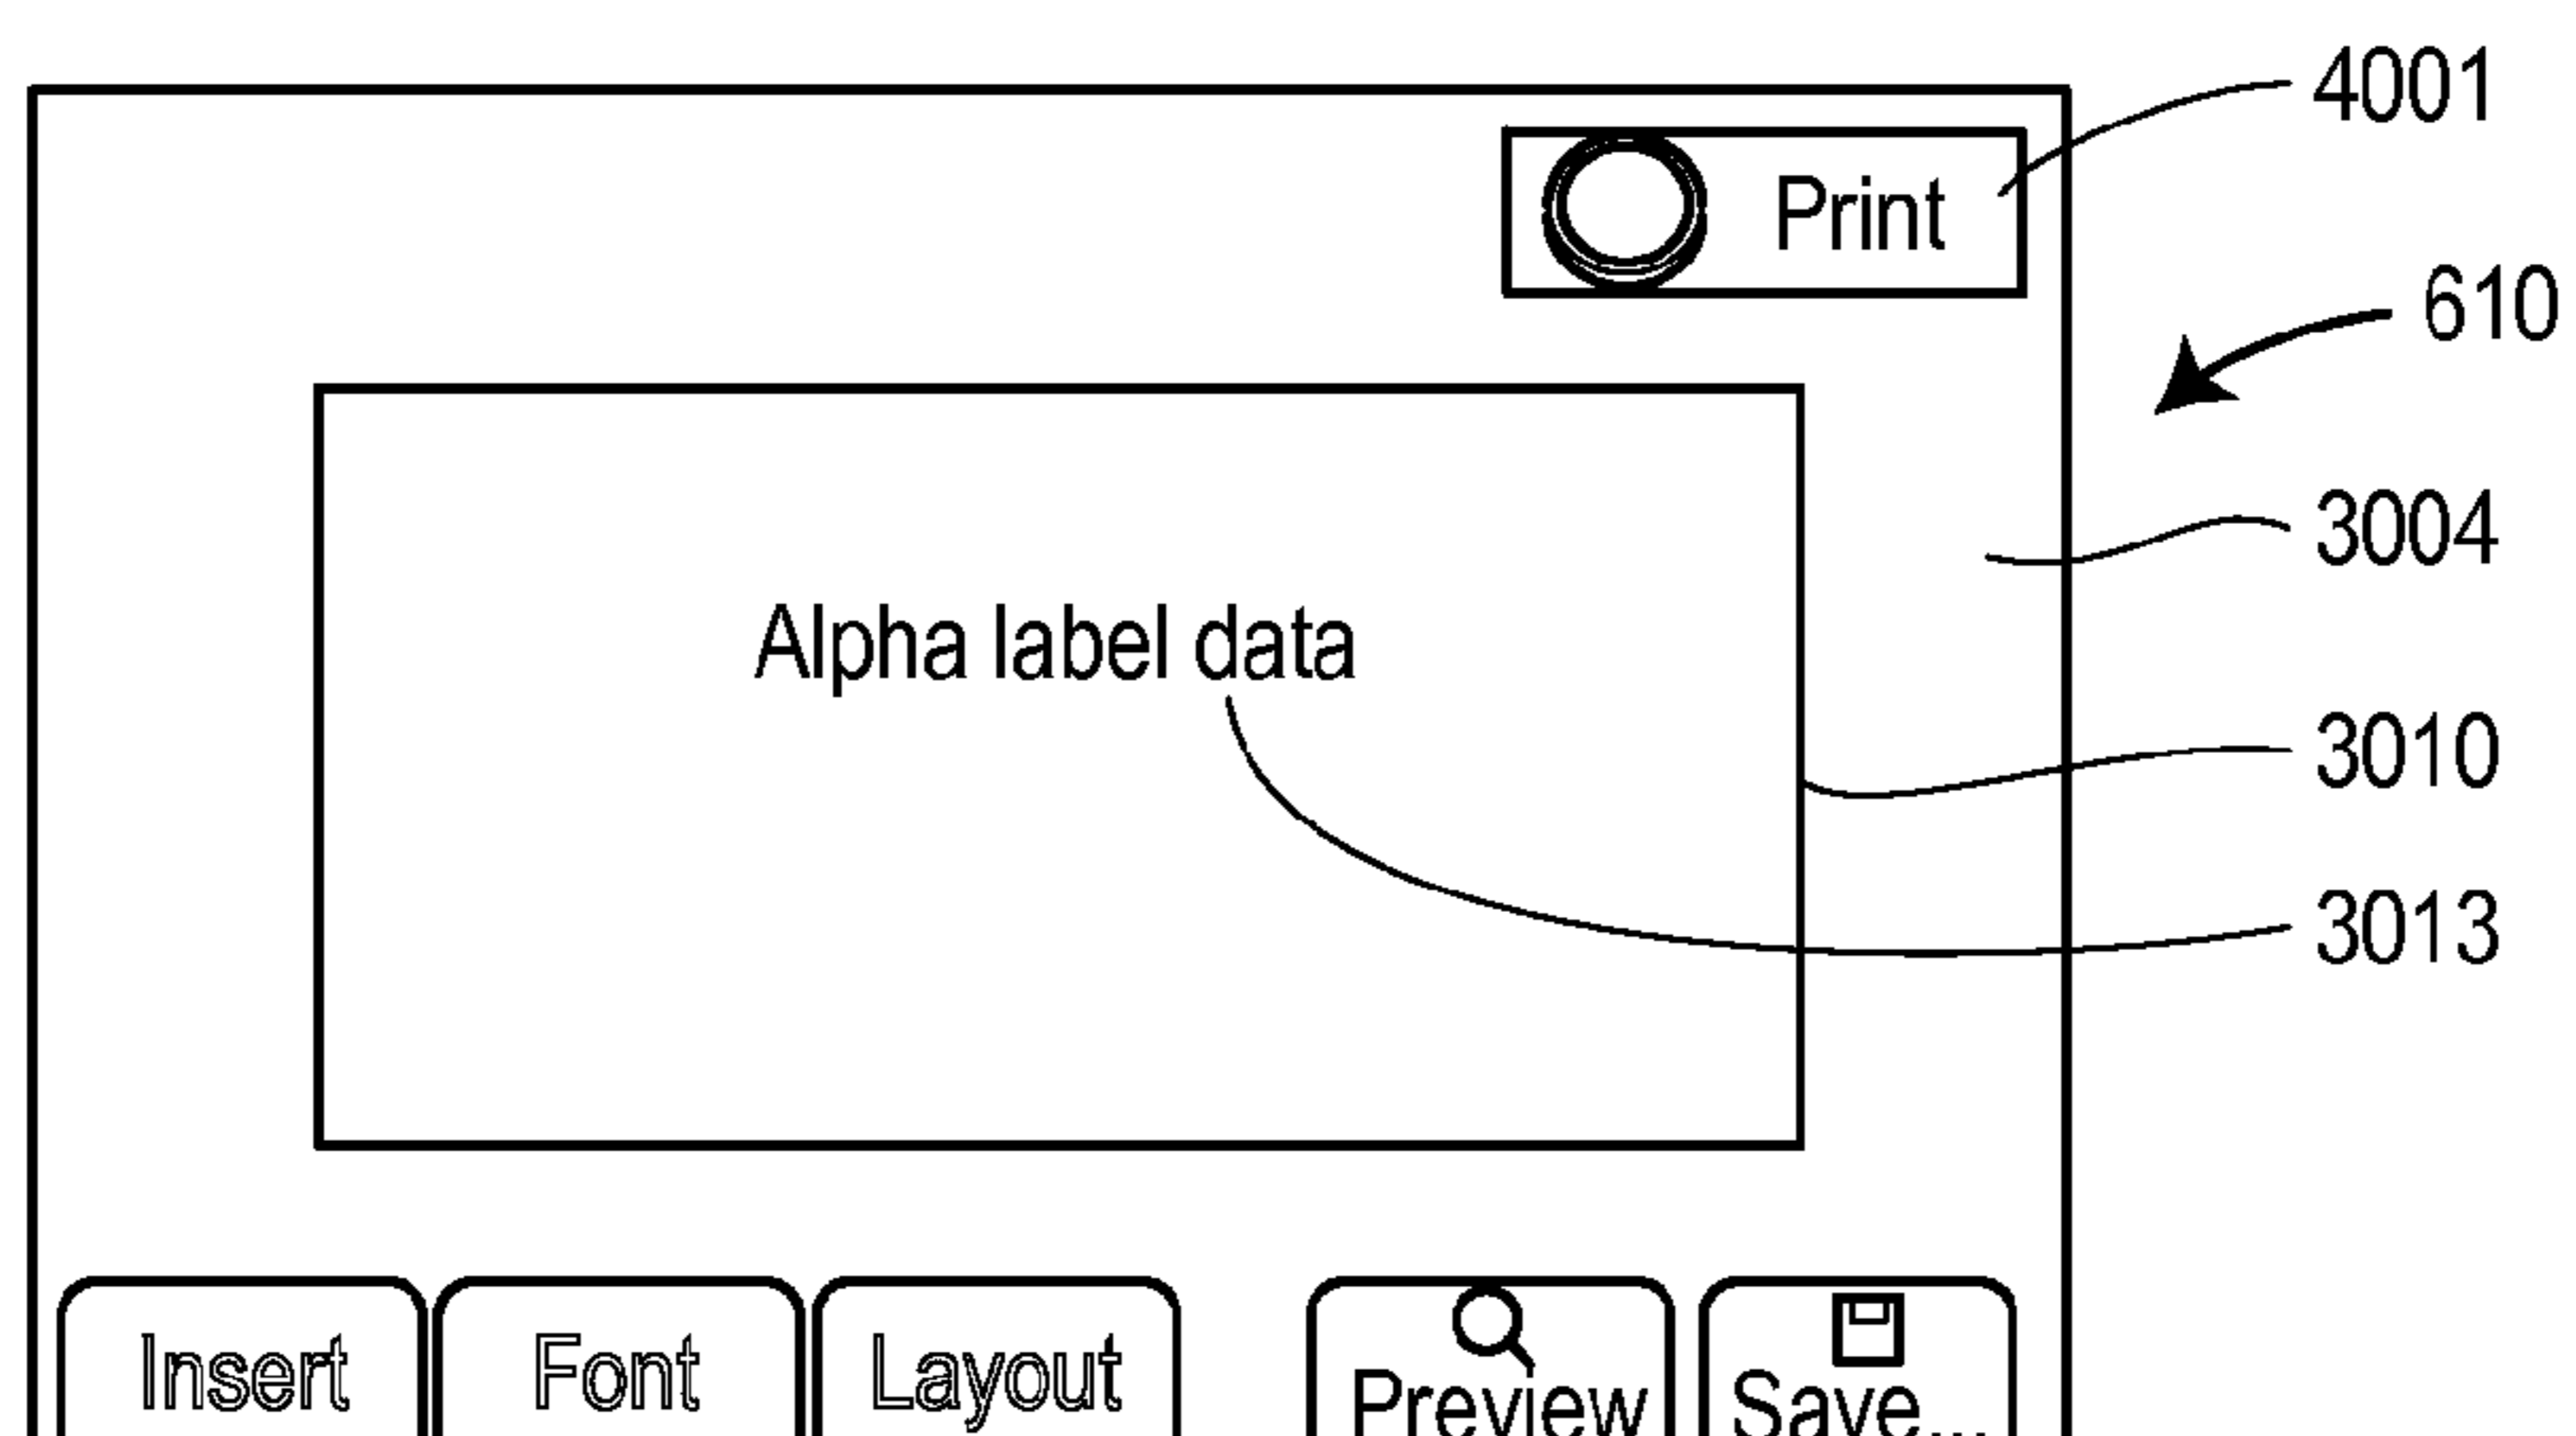 4001
Print
610
3004
Alpha label data
3010
3013
Insert Font Layout Preview Save...